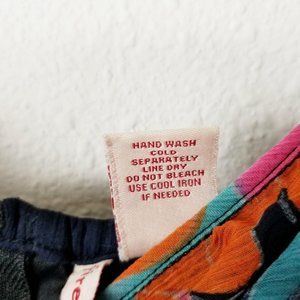 HAND WASH
COLD
SEPARATELY
LINE DRY
DO NOT BLEACH
USE COOL IRON
IF NEEDED